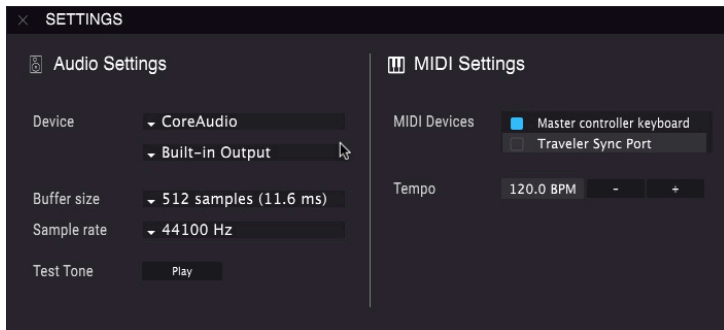 SETTINGS
Audio Settings
Device
CoreAudio
Built-in Output
Buffer size
512 samples (11.6 ms)
Sample rate
44100 Hz
Test Tone
Play
MIDI Settings
MIDI Devices
Master controller keyboard
Traveler Sync Port
Tempo
120.0 BPM
-
+